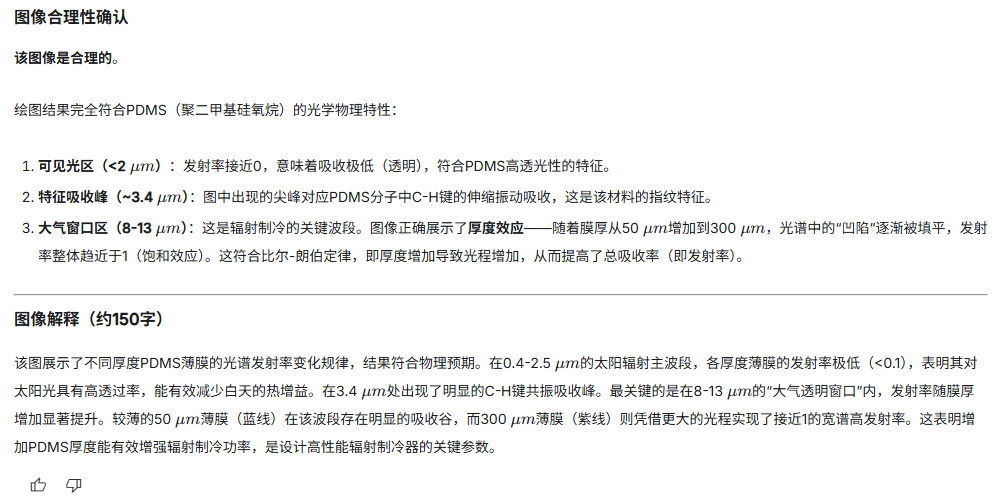 图像合理性确认
该图像是合理的。
绘图结果完全符合PDMS（聚二甲基硅氧烷）的光学物理特性：
1. 可见光区（<2 μm）：发射率接近0，意味着吸收极低（透明），符合PDMS高透光性的特征。
2. 特征吸收峰（~3.4 μm）：图中出现的尖峰对应PDMS分子中C-H键的伸缩振动吸收，这是该材料的指纹特征。
3. 大气窗口区（8-13 μm）：这是辐射制冷的关键波段。图像正确展示了厚度效应——随着膜厚从50 μm增加到300 μm，光谱中的“凹陷”逐渐被填平，发射
率整体趋近于1（饱和效应）。这符合比尔-朗伯定律，即厚度增加导致光程增加，从而提高了总吸收率（即发射率）。
图像解释（约150字）
该图展示了不同厚度PDMS薄膜的光谱发射率变化规律，结果符合物理预期。在0.4-2.5 μm的太阳辐射主波段，各厚度薄膜的发射率极低（<0.1），表明其对
太阳光具有高透过率，能有效减少白天的热增益。在3.4 μm处出现了明显的C-H键共振吸收峰。最关键的是在8-13 μm的“大气透明窗口”内，发射率随膜厚
增加显著提升。较薄的50 μm薄膜（蓝线）在该波段存在明显的吸收谷，而300 μm薄膜（紫线）则凭借更大的光程实现了接近1的宽谱高发射率。这表明增
加PDMS厚度能有效增强辐射制冷功率，是设计高性能辐射制冷器的关键参数。